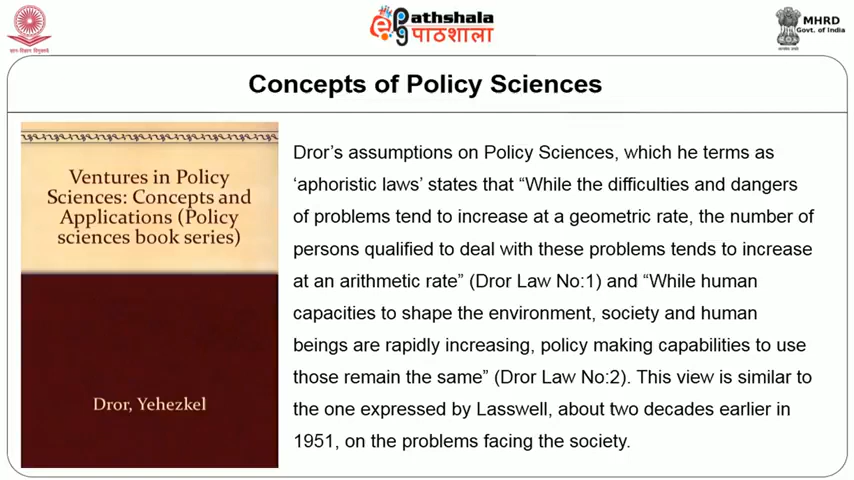 ePathshala
पाठशाला
MHRD
Govt. of India
Concepts of Policy Sciences
Ventures in Policy
Sciences: Concepts and
Applications (Policy
sciences book series)
Dror, Yehezkel
Dror’s assumptions on Policy Sciences, which he terms as
‘aphoristic laws’ states that “While the difficulties and dangers
of problems tend to increase at a geometric rate, the number of
persons qualified to deal with these problems tends to increase
at an arithmetic rate” (Dror Law No:1) and “While human
capacities to shape the environment, society and human
beings are rapidly increasing, policy making capabilities to use
those remain the same” (Dror Law No:2). This view is similar to
the one expressed by Lasswell, about two decades earlier in
1951, on the problems facing the society.